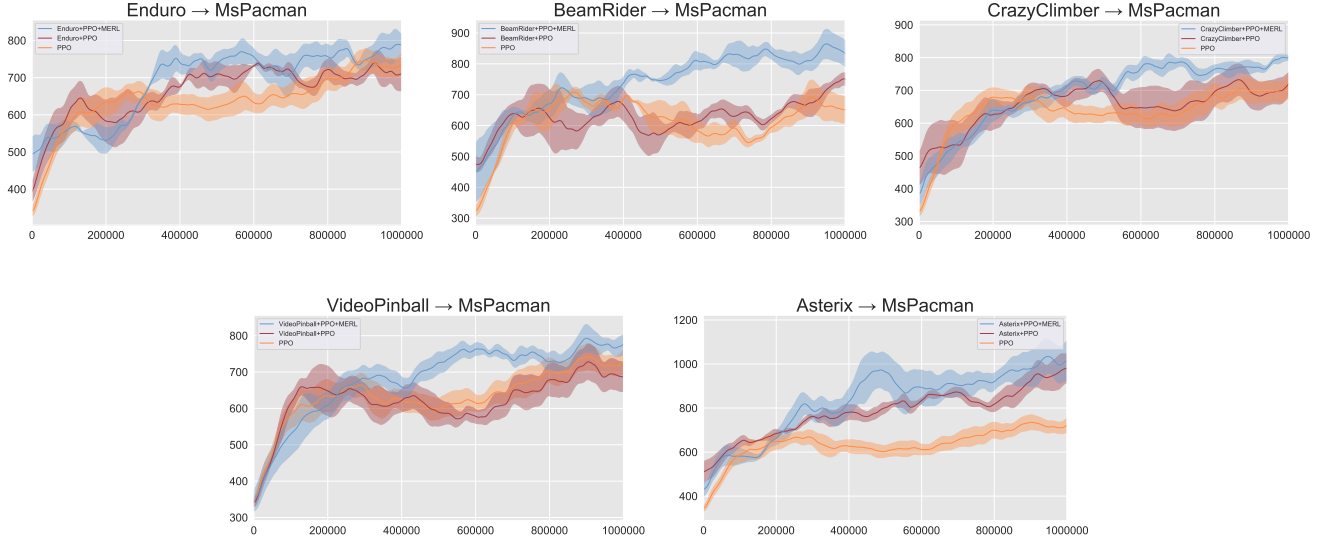 Enduro → MsPacman
Enduro+PPO+MERL
Enduro+PPO
PPO
800
700
600
500
400
0 200000 400000 600000 800000 1000000
BeamRider → MsPacman
BeamRider+PPO+MERL
BeamRider+PPO
PPO
900
800
700
600
500
400
300
0 200000 400000 600000 800000 1000000
CrazyClimber → MsPacman
CrazyClimber+PPO+MERL
CrazyClimber+PPO
PPO
900
800
700
600
500
400
300
0 200000 400000 600000 800000 1000000
VideoPinball → MsPacman
VideoPinball+PPO+MERL
VideoPinball+PPO
PPO
800
700
600
500
400
300
0 200000 400000 600000 800000 1000000
Asterix → MsPacman
Asterix+PPO+MERL
Asterix+PPO
PPO
1200
1000
800
600
400
0 200000 400000 600000 800000 1000000